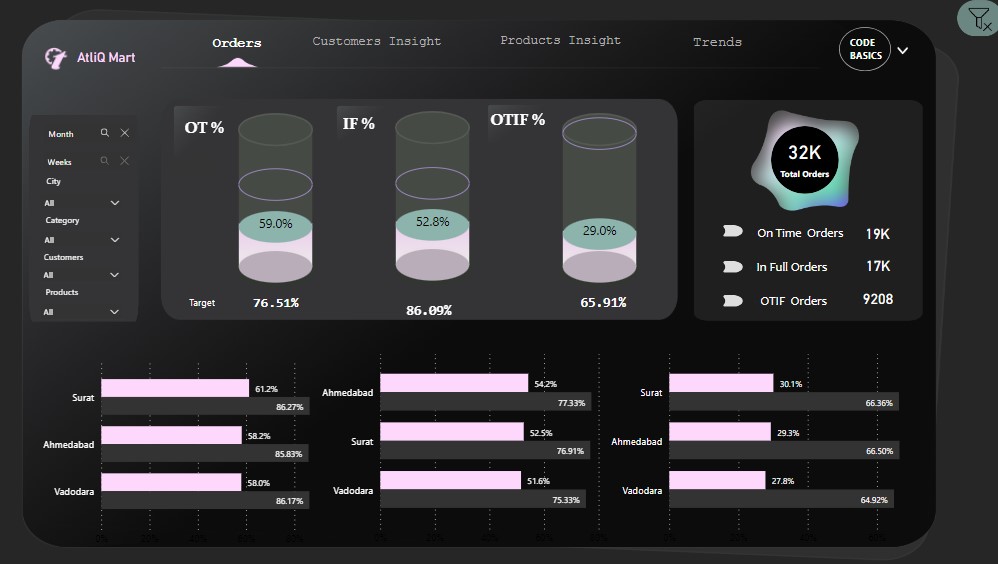 AtliQ Mart
Orders
Customers Insight
Products Insight
Trends
CODE
BASICS
Month
Weeks
City
All
Category
All
Customers
All
Products
All
OT %
59.0%
IF %
52.8%
OTIF %
29.0%
Target
76.51%
86.09%
65.91%
32K
Total Orders
On Time Orders 19K
In Full Orders 17K
OTIF Orders 9208
Surat 61.2%
86.27%
Ahmedabad 58.2%
85.83%
Vadodara 58.0%
86.17%
Ahmedabad 54.2%
77.33%
Surat 52.5%
76.91%
Vadodara 51.6%
75.33%
Surat 30.1%
66.36%
Ahmedabad 29.3%
66.50%
Vadodara 27.8%
64.92%